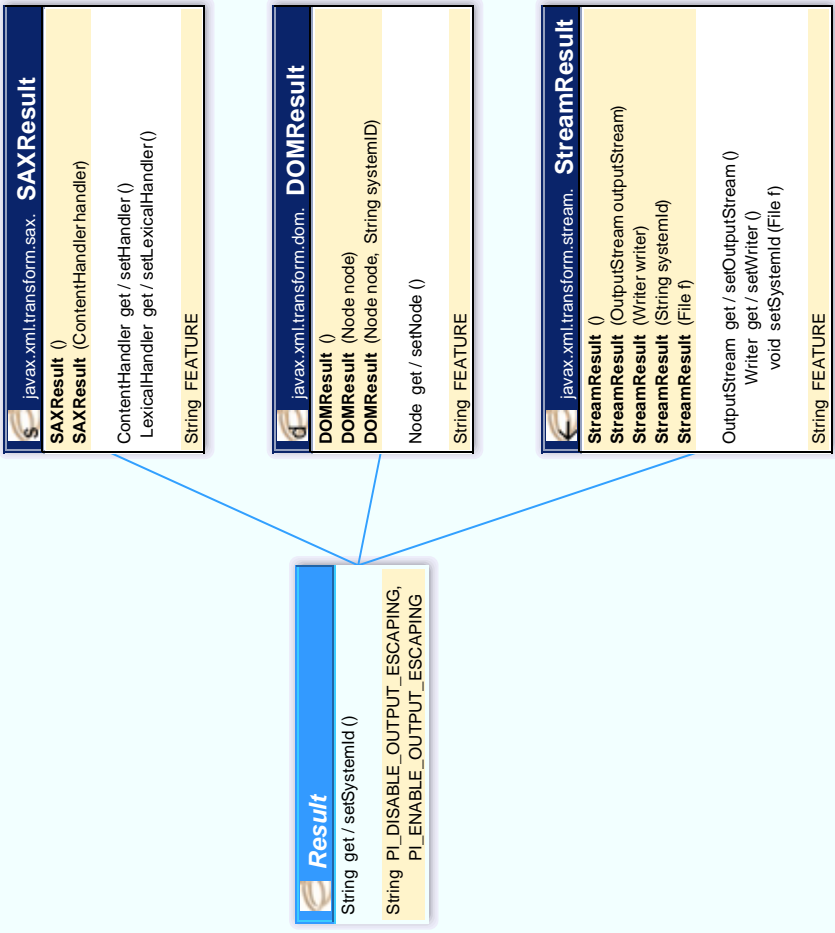 Result
String get / setSystemId ()
String PI_DISABLE_OUTPUT_ESCAPING,
PI_ENABLE_OUTPUT_ESCAPING
s javax.xml.transform.sax. SAXResult
SAXResult ()
SAXResult (ContentHandler handler)
ContentHandler get / setHandler ()
LexicalHandler get / setLexicalHandler ()
String FEATURE
d javax.xml.transform.dom. DOMResult
DOMResult ()
DOMResult (Node node)
DOMResult (Node node, String systemID)
Node get / setNode ()
String FEATURE
javax.xml.transform.stream. StreamResult
StreamResult ()
StreamResult (OutputStream outputStream)
StreamResult (Writer writer)
StreamResult (String systemId)
StreamResult (File f)
OutputStream get / setOutputStream ()
Writer get / setWriter ()
void setSystemId (File f)
String FEATURE